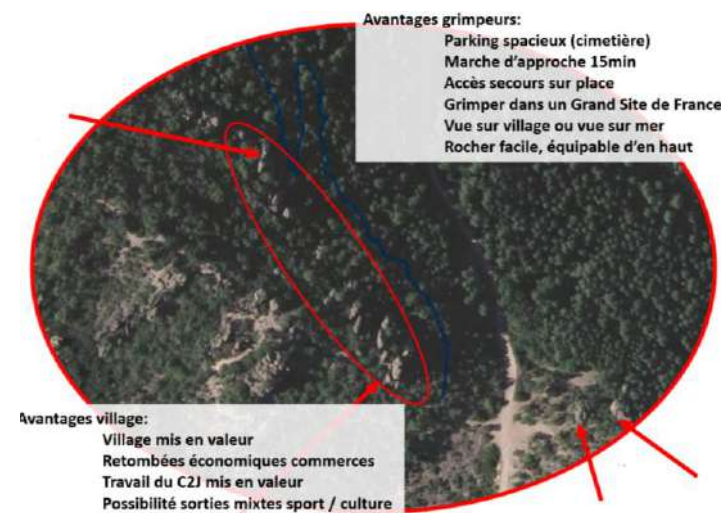 Avantages grimpeurs:
Parking spacieux (cimetière)
Marche d'approche 15min
Accès secours sur place
Grimper dans un Grand Site de France
Vue sur village ou vue sur mer
Rocher facile, équipable d'en haut
Avantages village:
Village mis en valeur
Retombées économiques commerces
Travail du C2J mis en valeur
Possibilité sorties mixtes sport / culture